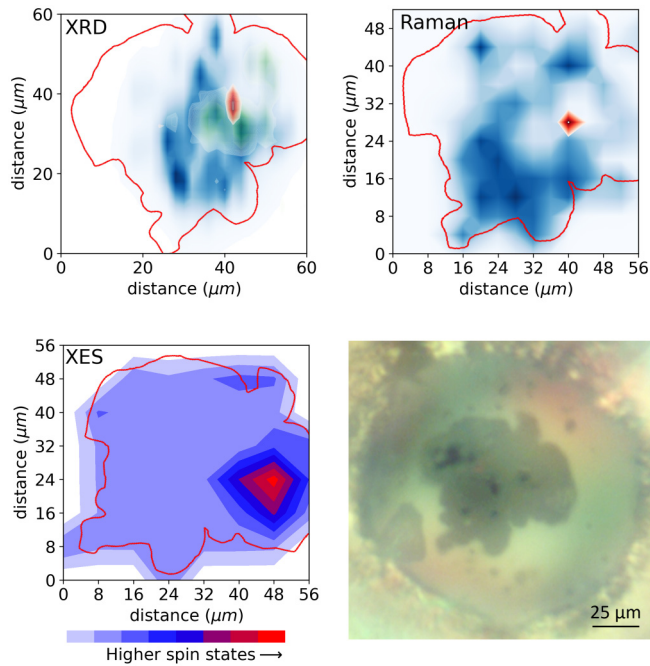 XRD
60
40
20
0
distance (μm)
0 20 40 60
distance (μm)
Raman
48
40
32
24
16
8
0
distance (μm)
0 8 16 24 32 40 48 56
distance (μm)
XES
56
48
40
32
24
16
8
0
distance (μm)
0 8 16 24 32 40 48 56
distance (μm)
Higher spin states →
25 μm